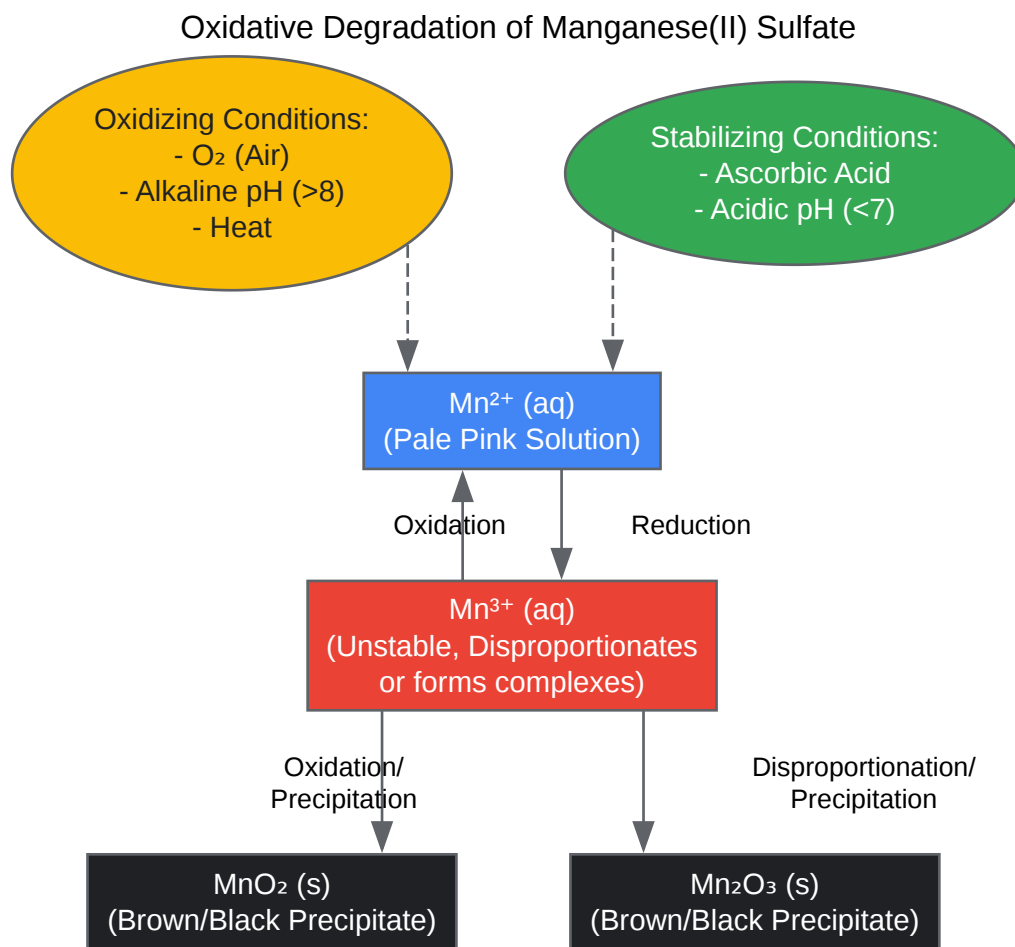 Oxidative Degradation of Manganese(II) Sulfate
Oxidizing Conditions:
- O₂ (Air)
- Alkaline pH (>8)
- Heat
Stabilizing Conditions:
- Ascorbic Acid
- Acidic pH (<7)
Mn²⁺ (aq)
(Pale Pink Solution)
Oxidation
Reduction
Mn³⁺ (aq)
(Unstable, Disproportionates
or forms complexes)
Oxidation/
Precipitation
Disproportionation/
Precipitation
MnO₂ (s)
(Brown/Black Precipitate)
Mn₂O₃ (s)
(Brown/Black Precipitate)